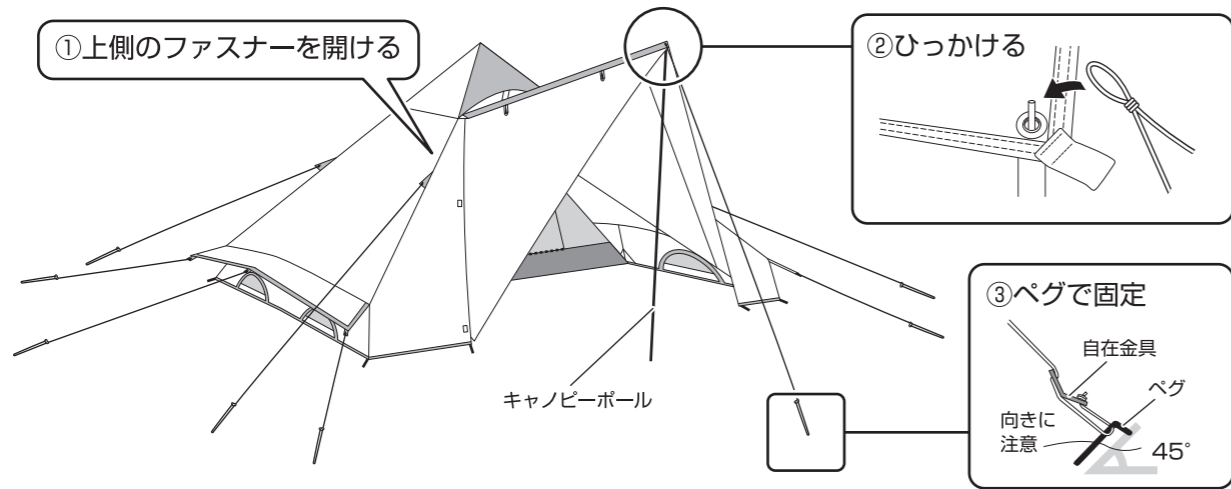 ①上側のファスナーを開ける
②ひっかける
③ペグで固定
自在金具
ペグ
向きに
注意
45°
キャノピーポール